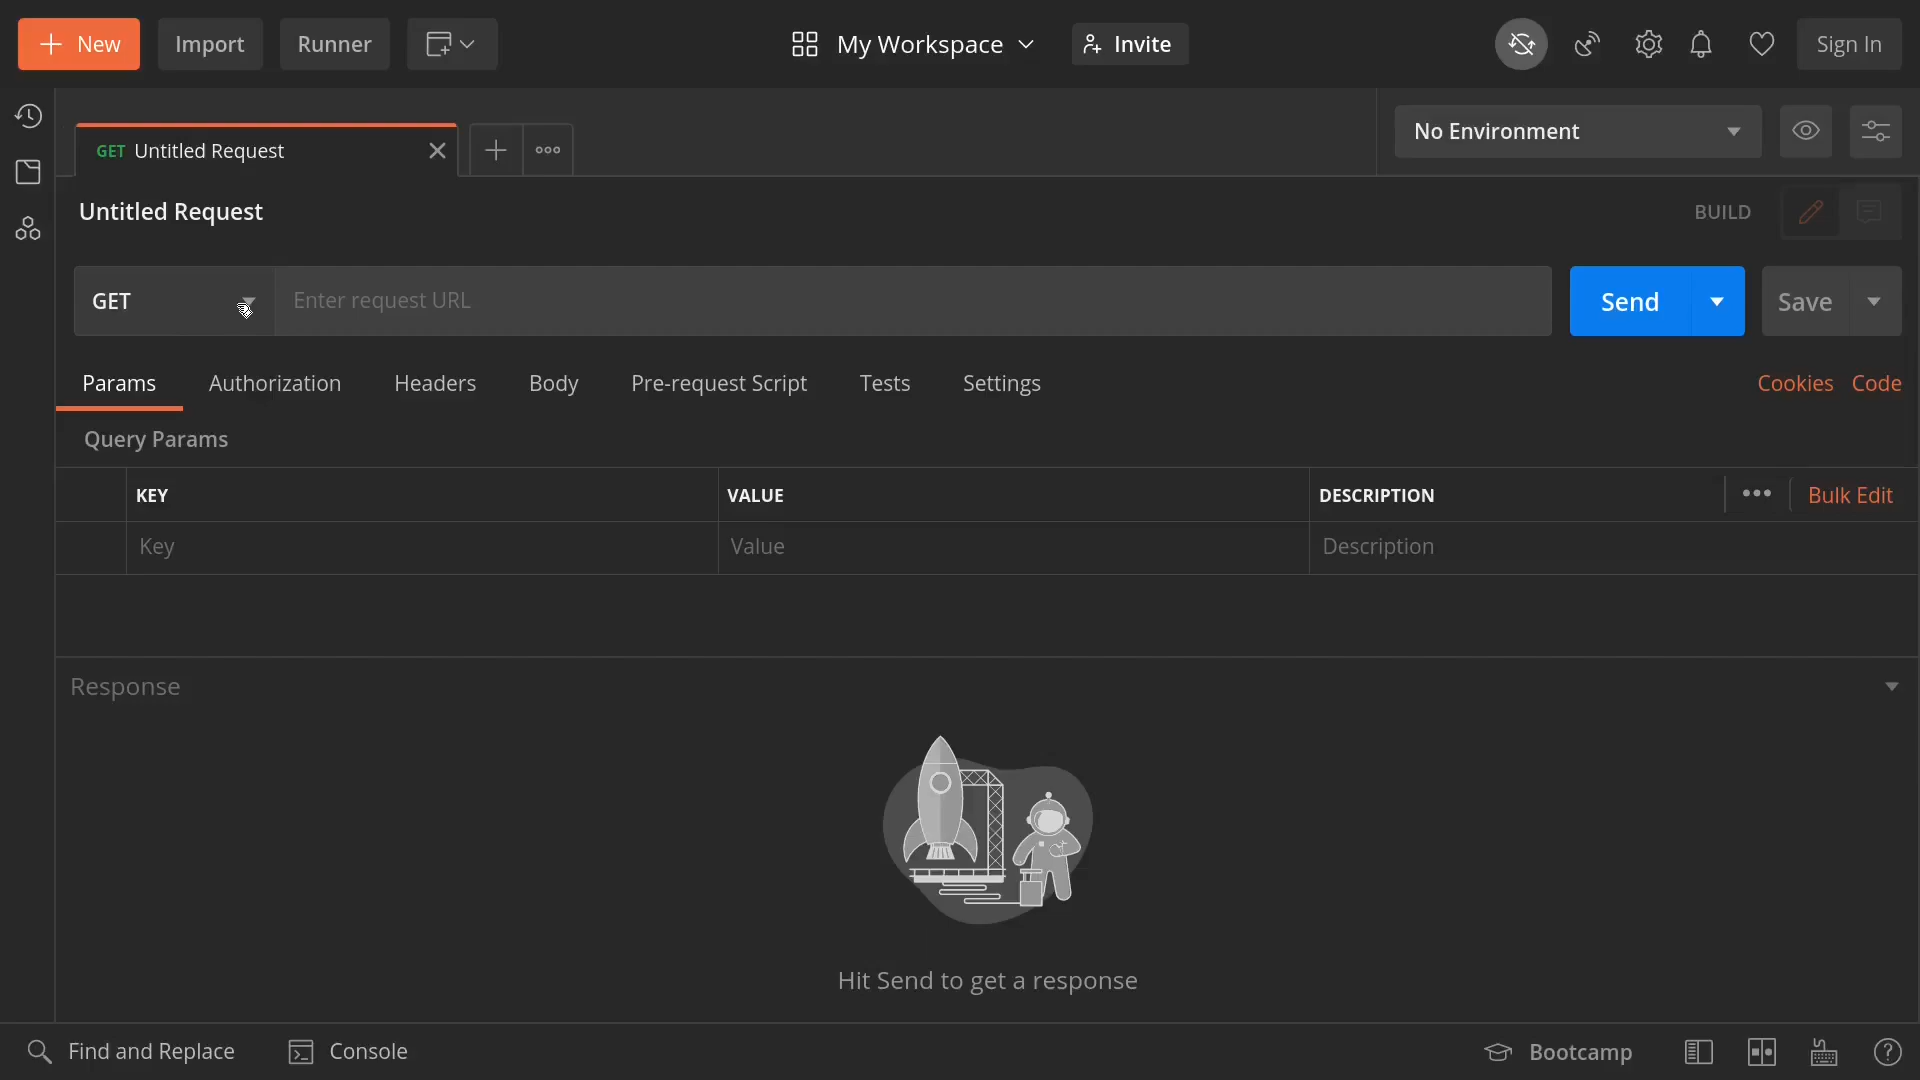 New Import Runner My Workspace Invite Sign In
GET Untitled Request No Environment
Untitled Request BUILD
GET Enter request URL Send Save
Params Authorization Headers Body Pre-request Script Tests Settings Cookies Code
Query Params
KEY VALUE DESCRIPTION Bulk Edit
Key Value Description
Response
Hit Send to get a response
Find and Replace Console Bootcamp